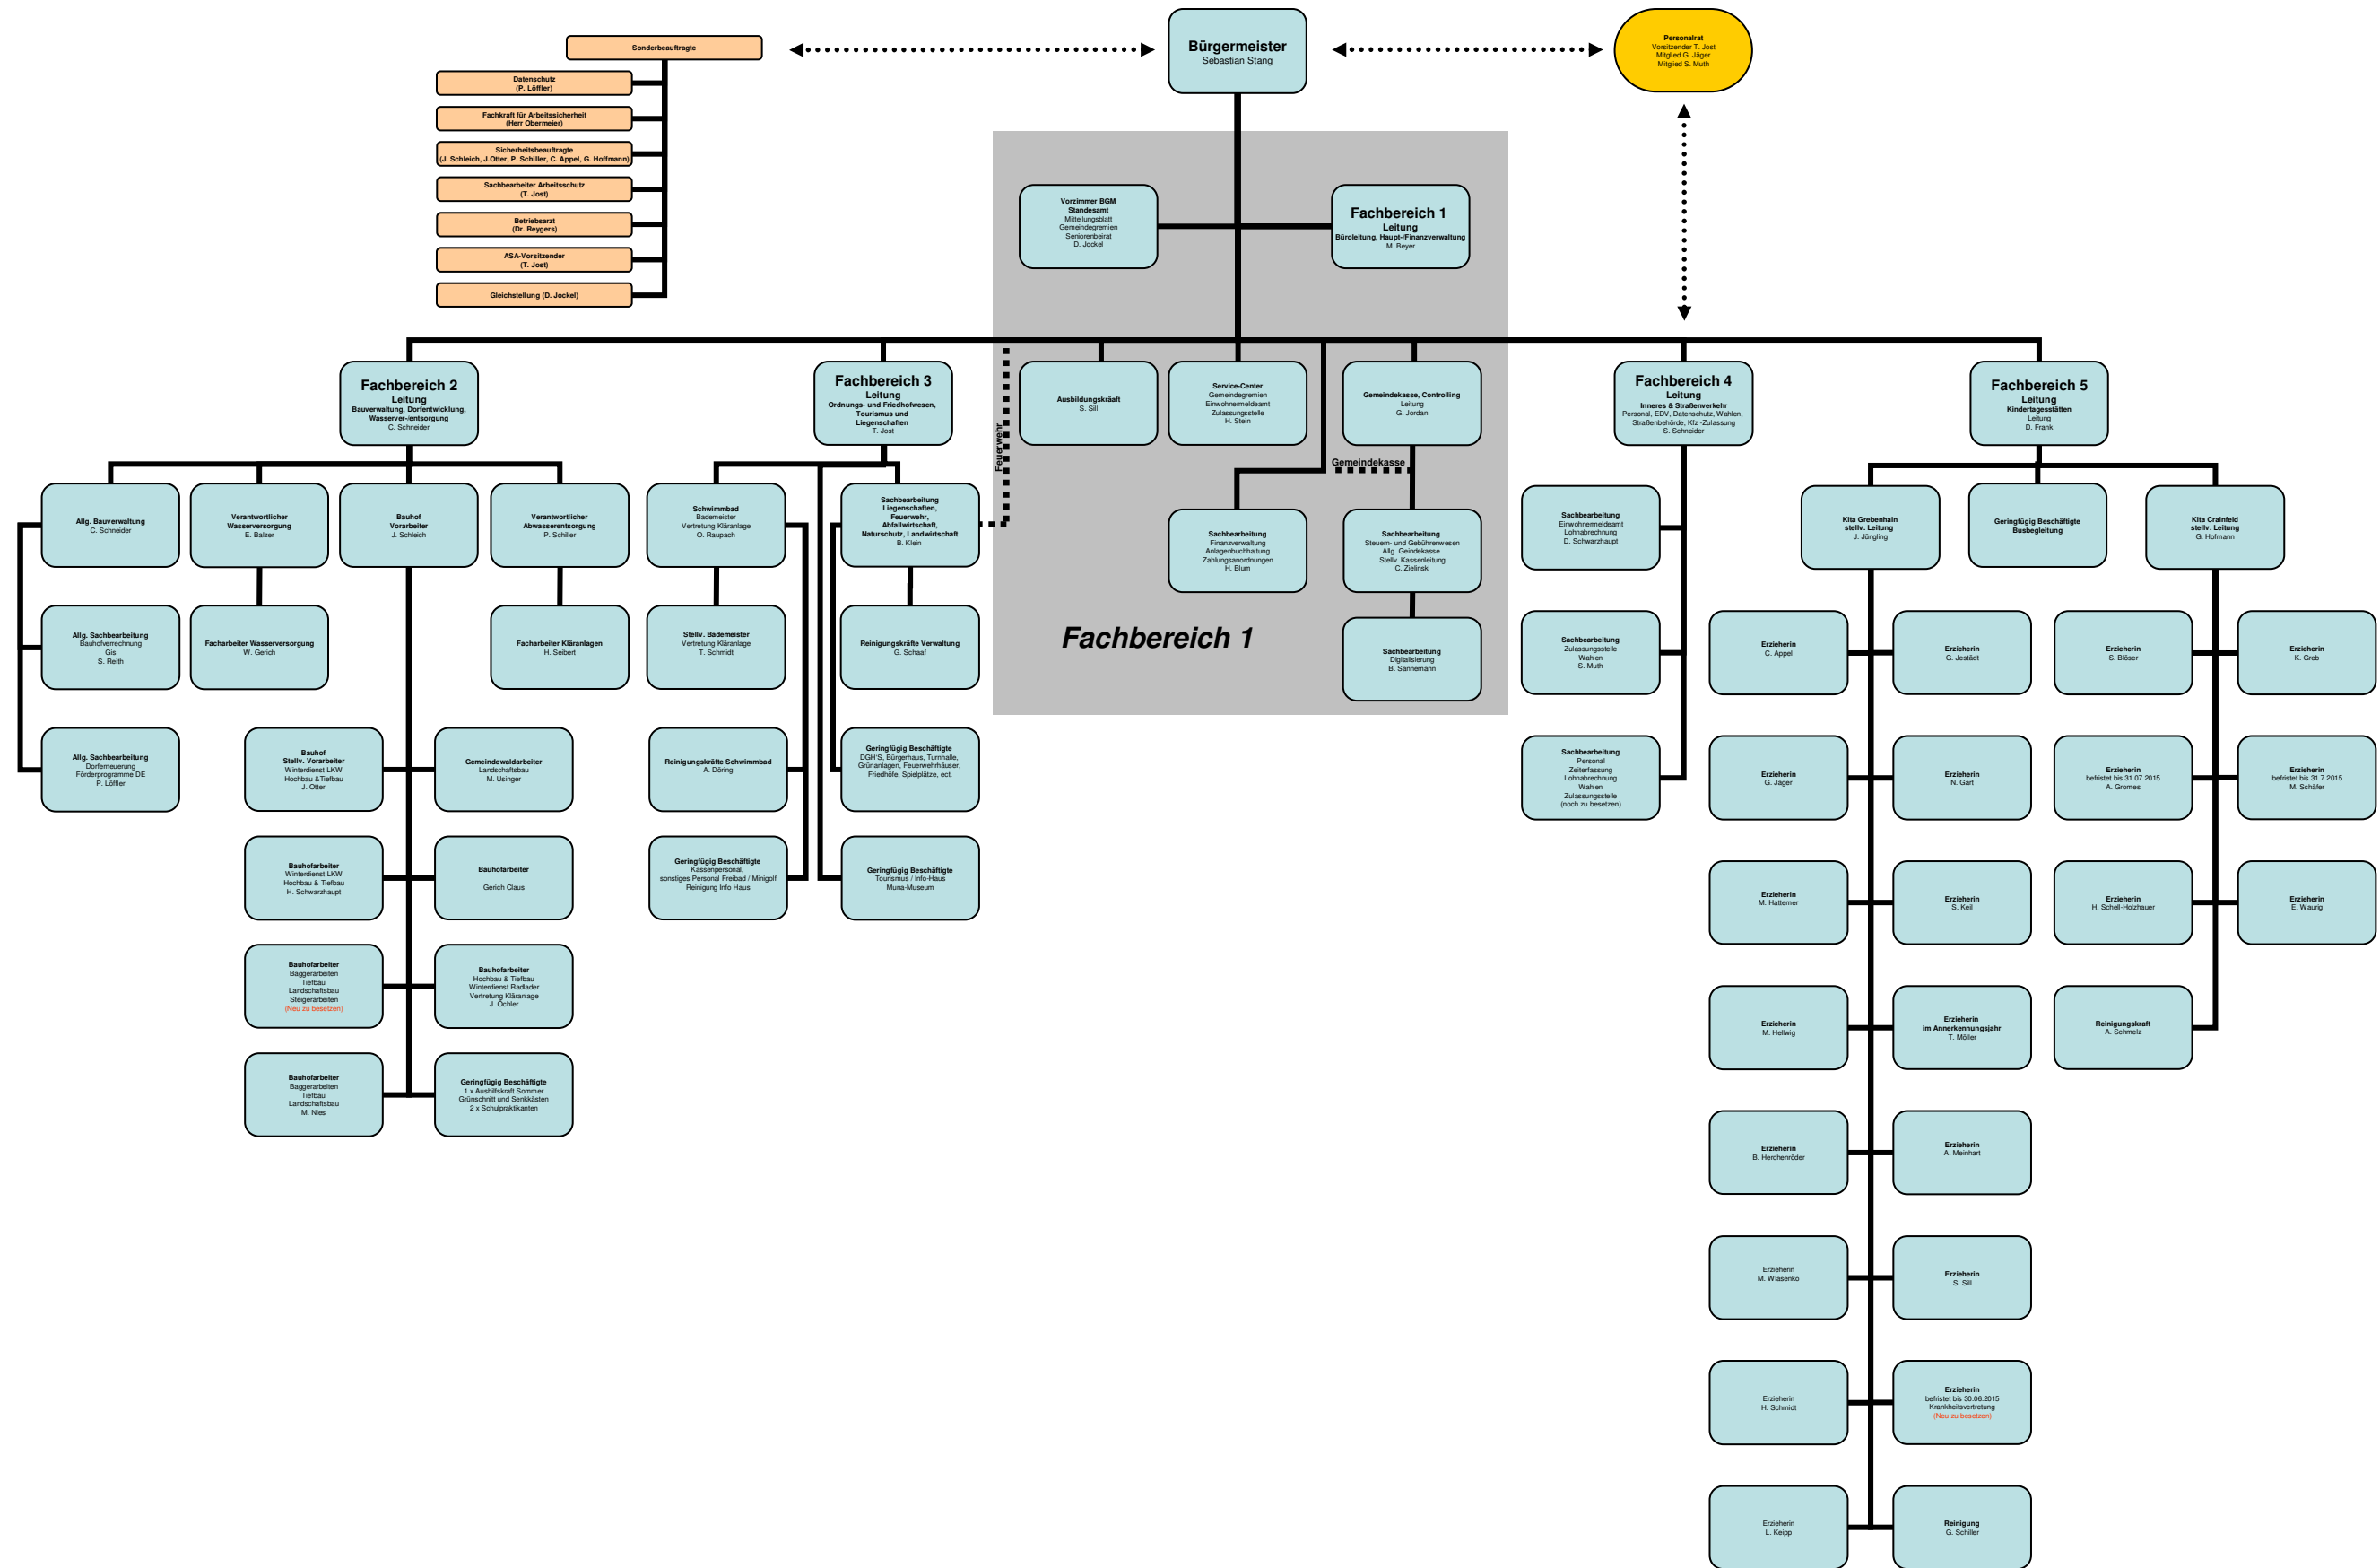 Bürgermeister
Sebastian Stang
Sonderbeauftragte
Datenschutz
(P. Löffler)
Fachkraft für Arbeitssicherheit
(Herr Obermeier)
Sicherheitsbeauftragte
(J. Schleich, J.Otter, P. Schiller, C. Appel, G. Hoffmann)
Sachbearbeiter Arbeitsschutz
(T. Jost)
Betriebsarzt
(Dr. Reygers)
ASA-Vorsitzender
(T. Jost)
Gleichstellung (D. Jockel)
Personalrat
Vorsitzender T. Jost
Mitglied G. Jäger
Mitglied S. Muth
Vorzimmer BGM
Standesamt
Mitteilungsblatt
Gemeindegremien
Seniorenbeirat
D. Jockel
Fachbereich 1
Leitung
Büroleitung, Haupt-/Finanzverwaltung
M. Beyer
Fachbereich 2
Leitung
Bauverwaltung, Dorfentwicklung,
Wasserver-/entsorgung
C. Schneider
Fachbereich 3
Leitung
Ordnungs- und Friedhofwesen,
Tourismus und
Liegenschaften
T. Jost
Feuerwehr
Ausbildungskräaft
S. Sill
Service-Center
Gemeindegremien
Einwohnermeldeamt
Zulassungsstelle
H. Stein
Gemeindekasse, Controlling
Leitung
G. Jordan
Fachbereich 4
Leitung
Inneres & Straßenverkehr
Personal, EDV, Datenschutz, Wahlen,
Straßenbehörde, Kfz -Zulassung
S. Schneider
Fachbereich 5
Leitung
Kindertagesstätten
Leitung
D. Frank
Allg. Bauverwaltung
C. Schneider
Verantwortlicher
Wasserversorgung
E. Balzer
Bauhof
Vorarbeiter
J. Schleich
Verantwortlicher
Abwasserentsorgung
P. Schiller
Schwimmbad
Bademeister
Vertretung Kläranlage
O. Raupach
Sachbearbeitung
Liegenschaften,
Feuerwehr,
Abfallwirtschaft,
Naturschutz, Landwirtschaft
B. Klein
Gemeindekasse
Sachbearbeitung
Finanzverwaltung
Anlagenbuchhaltung
Zahlungsanordnungen
H. Blum
Sachbearbeitung
Steuern- und Gebührenwesen
Allg. Geindekasse
Stellv. Kassenleitung
C. Zielinski
Sachbearbeitung
Einwohnermeldeamt
Lohnabrechnung
D. Schwarzhaupt
Kita Grebenhain
stellv. Leitung
J. Jüngling
Geringfügig Beschäftigte
Busbegleitung
Kita Crainfeld
stellv. Leitung
G. Hofmann
Allg. Sachbearbeitung
Bauhofverrechnung
Gis
S. Reith
Facharbeiter Wasserversorgung
W. Gerich
Facharbeiter Kläranlagen
H. Seibert
Stellv. Bademeister
Vertretung Kläranlage
T. Schmidt
Reinigungskräfte Verwaltung
G. Schaaf
Fachbereich 1
Sachbearbeitung
Digitalisierung
B. Sannemann
Sachbearbeitung
Zulassungsstelle
Wahlen
S. Muth
Erzieherin
C. Appel
Erzieherin
G. Jestädt
Erzieherin
S. Blöser
Erzieherin
K. Greb
Allg. Sachbearbeitung
Dorferneuerung
Förderprogramme DE
P. Löffler
Bauhof
Stellv. Vorarbeiter
Winterdienst LKW
Hochbau &Tiefbau
J. Otter
Gemeindewaldarbeiter
Landschaftsbau
M. Usinger
Reinigungskräfte Schwimmbad
A. Döring
Geringfügig Beschäftigte
DGH'S, Bürgerhaus, Turnhalle,
Grünanlagen, Feuerwehrhäuser,
Friedhöfe, Spielplätze, ect.
Sachbearbeitung
Personal
Zeiterfassung
Lohnabrechnung
Wahlen
Zulassungsstelle
(noch zu besetzen)
Erzieherin
G. Jäger
Erzieherin
N. Gart
Erzieherin
befristet bis 31.07.2015
A. Gromes
Erzieherin
befristet bis 31.7.2015
M. Schäfer
Bauhofarbeiter
Winterdienst LKW
Hochbau & Tiefbau
H. Schwarzhaupt
Bauhofarbeiter
Gerich Claus
Geringfügig Beschäftigte
Kassenpersonal,
sonstiges Personal Freibad / Minigolf
Reinigung Info Haus
Geringfügig Beschäftigte
Tourismus / Info-Haus
Muna-Museum
Erzieherin
M. Hattemer
Erzieherin
S. Keil
Erzieherin
H. Schell-Holzhauer
Erzieherin
E. Waurig
Bauhofarbeiter
Baggerarbeiten
Tiefbau
Landschaftsbau
Steigerarbeiten
(Neu zu besetzen)
Bauhofarbeiter
Hochbau & Tiefbau
Winterdienst Radlader
Vertretung Kläranlage
J. Öchler
Erzieherin
M. Hellwig
Erzieherin
im Annerkennungsjahr
T. Möller
Reinigungskraft
A. Schmelz
Bauhofarbeiter
Baggerarbeiten
Tiefbau
Landschaftsbau
M. Nies
Geringfügig Beschäftigte
1 x Aushilfskraft Sommer
Grünschnitt und Senkkästen
2 x Schulpraktikanten
Erzieherin
B. Herchenröder
Erzieherin
A. Meinhart
Erzieherin
M. Wlasenko
Erzieherin
S. Sill
Erzieherin
H. Schmidt
Erzieherin
befristet bis 30.06.2015
Krankheitsvertretung
(Neu zu besetzen)
Erzieherin
L. Keipp
Reinigung
G. Schiller